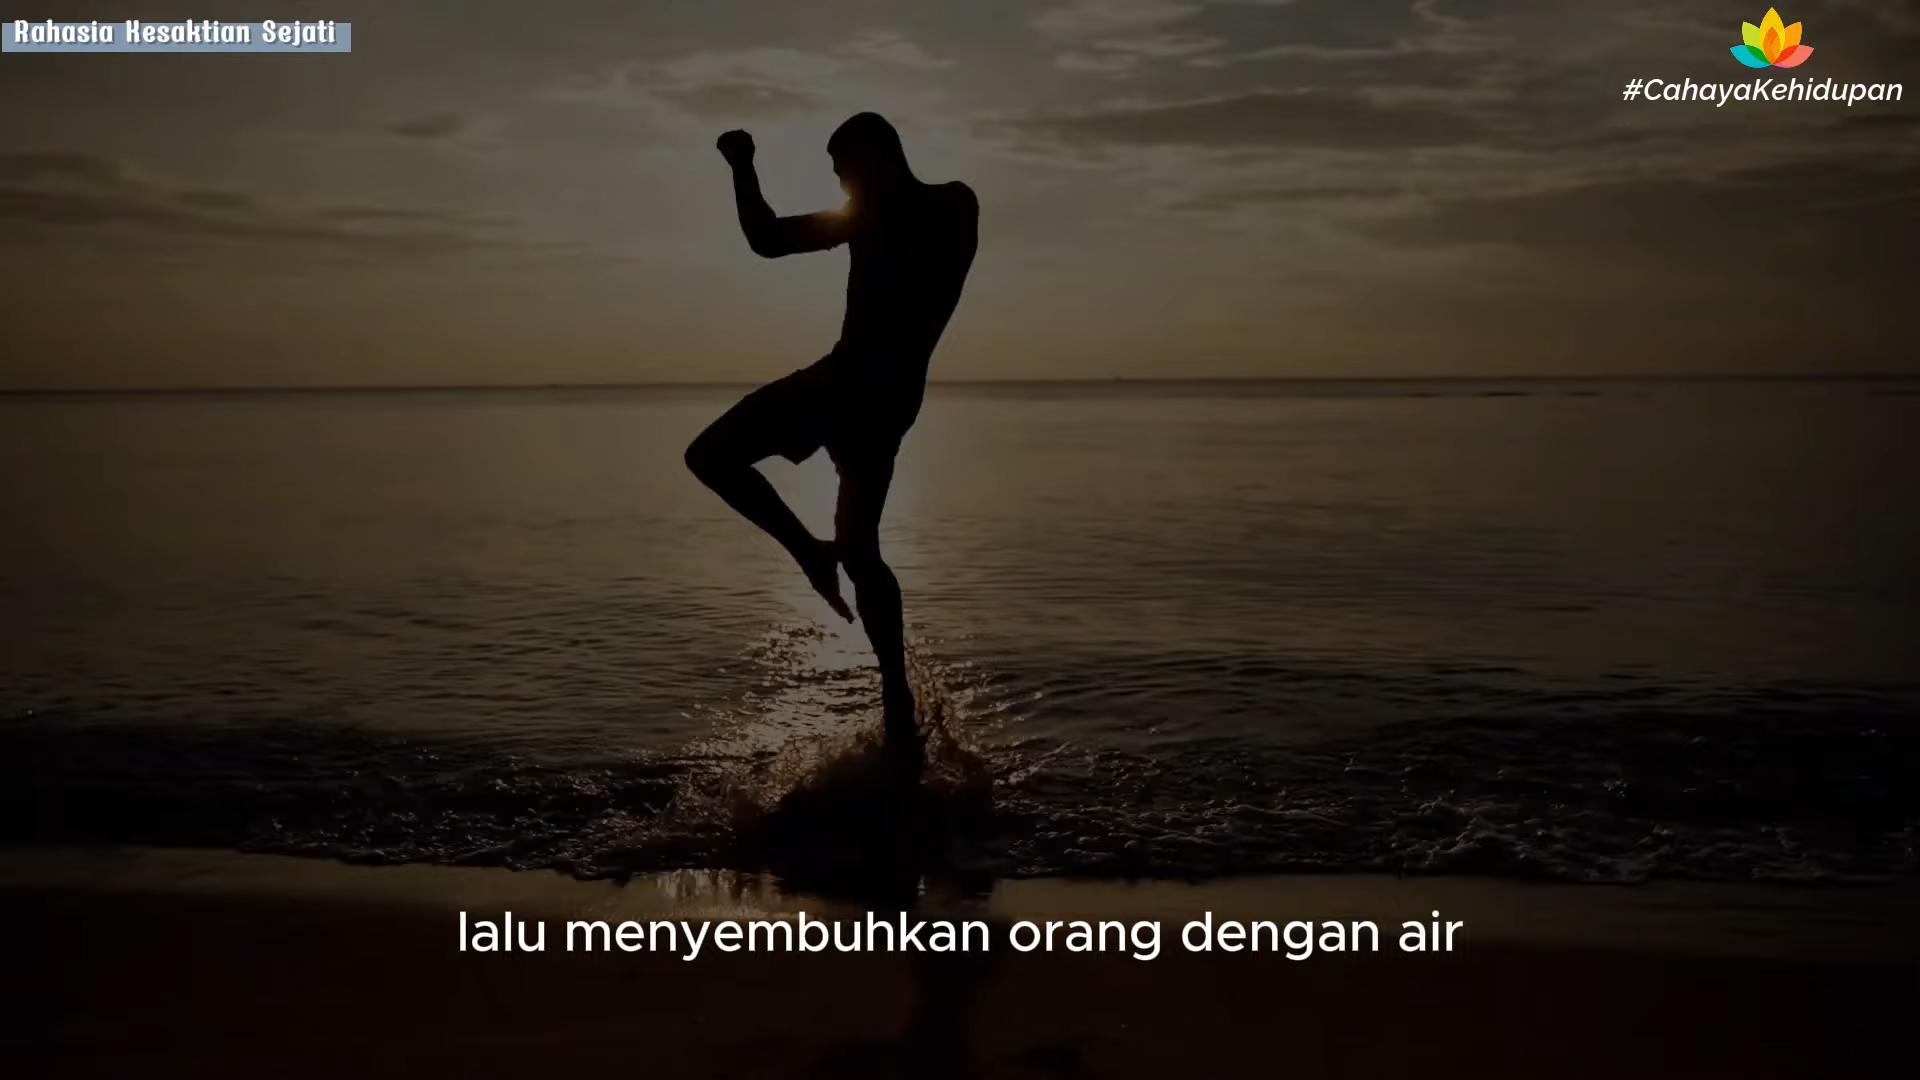 Rahasia Kesaktian Sejati
#CahayaKehidupan
lalu menyembuhkan orang dengan air